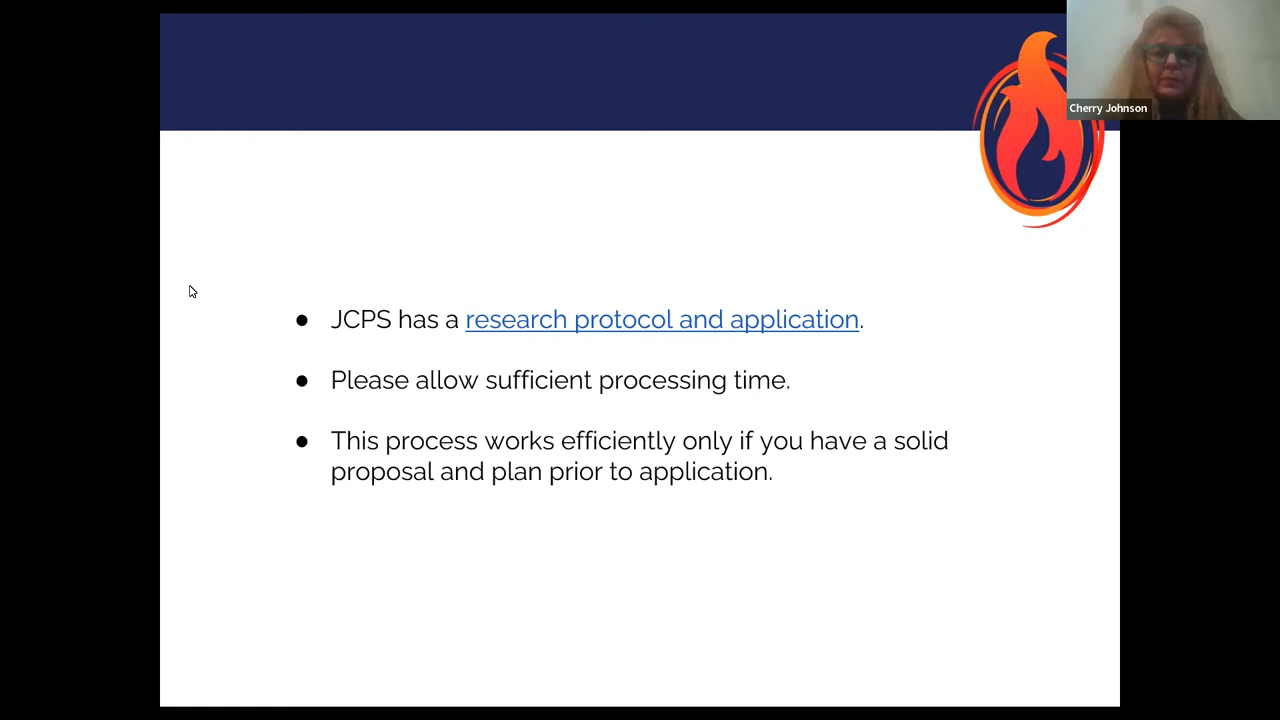 Cherry Johnson
● JCPS has a research protocol and application.
● Please allow sufficient processing time.
● This process works efficiently only if you have a solid
proposal and plan prior to application.